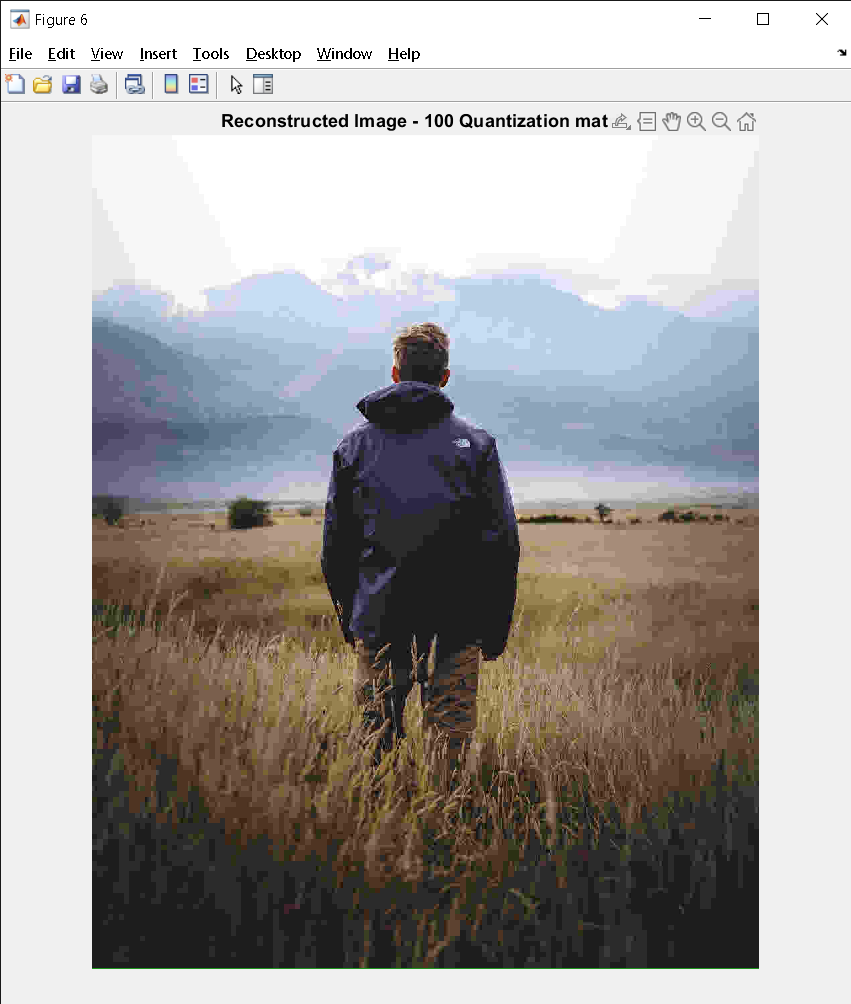 Figure 6
File Edit View Insert Tools Desktop Window Help
Reconstructed Image - 100 Quantization mat